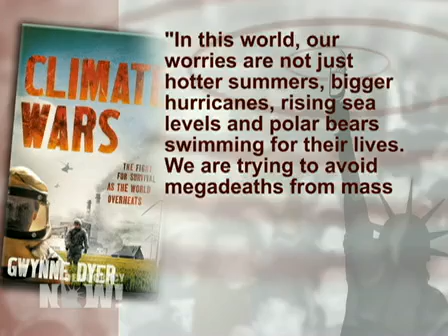 CLIMATE
WARS
THE FIGHT
FOR SURVIVAL
AS THE WORLD
OVERHEATS
GWYNNE DYER
NOW!
"In this world, our
worries are not just
hotter summers, bigger
hurricanes, rising sea
levels and polar bears
swimming for their lives.
We are trying to avoid
megadeaths from mass